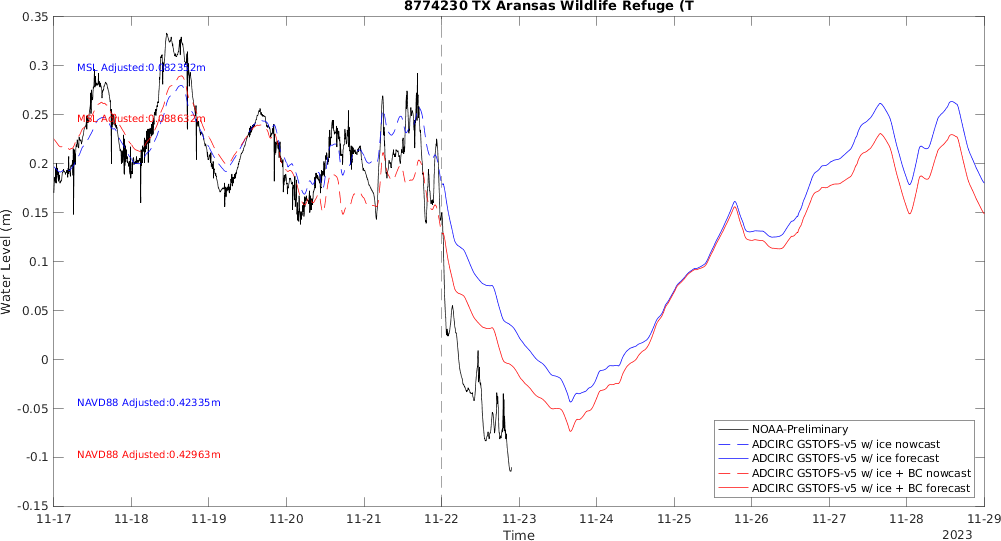 8774230 TX Aransas Wildlife Refuge (T
0.35
0.3
0.25
0.2
0.15
0.1
0.05
0
-0.05
-0.1
-0.15
Water Level (m)
MSL Adjusted:0.082352m
MSL Adjusted:0.088632m
NAVD88 Adjusted:0.42335m
NAVD88 Adjusted:0.42963m
NOAA-Preliminary
ADCIRC GSTOFS-v5 w/ ice nowcast
ADCIRC GSTOFS-v5 w/ ice forecast
ADCIRC GSTOFS-v5 w/ ice + BC nowcast
ADCIRC GSTOFS-v5 w/ ice + BC forecast
11-17 11-18 11-19 11-20 11-21 11-22 11-23 11-24 11-25 11-26 11-27 11-28 11-29
Time
2023